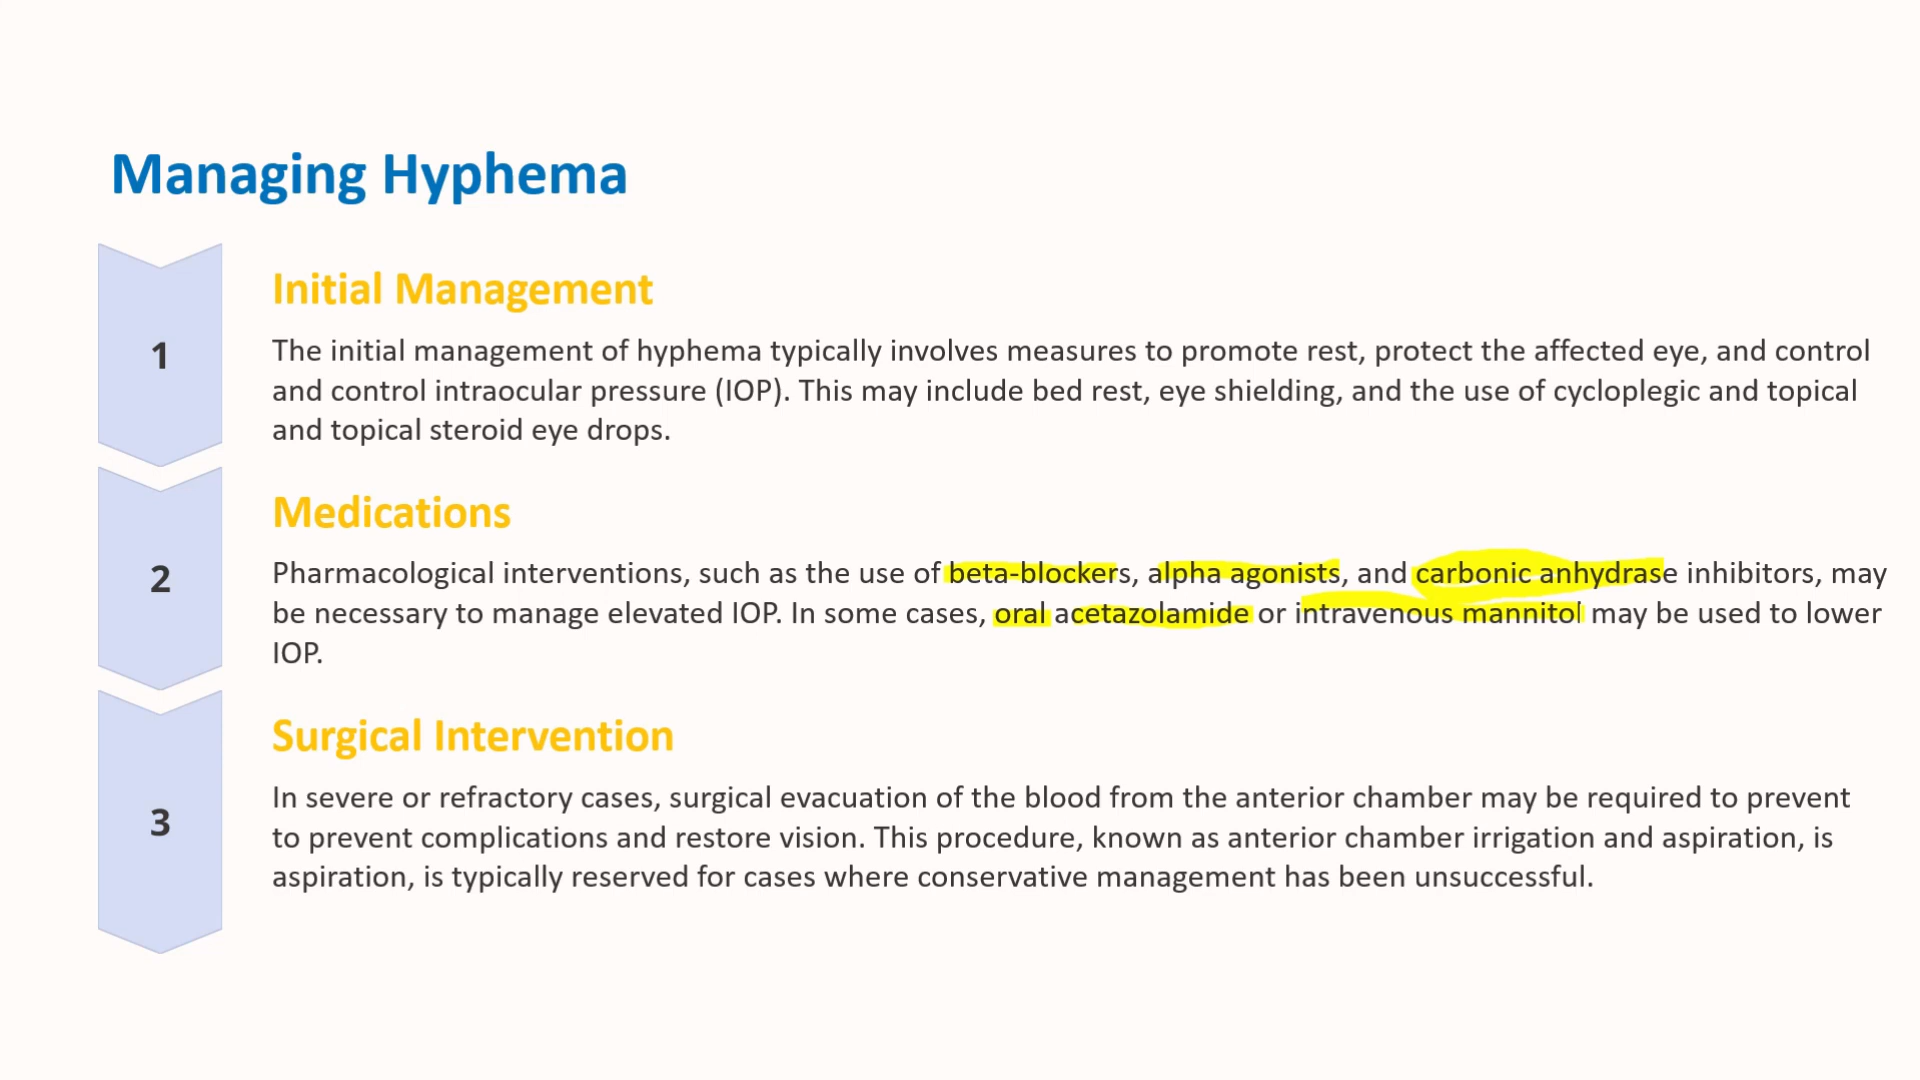 Managing Hyphema
1
Initial Management
The initial management of hyphema typically involves measures to promote rest, protect the affected eye, and control
and control intraocular pressure (IOP). This may include bed rest, eye shielding, and the use of cycloplegic and topical
and topical steroid eye drops.
2
Medications
Pharmacological interventions, such as the use of beta-blockers, alpha agonists, and carbonic anhydrase inhibitors, may
be necessary to manage elevated IOP. In some cases, oral acetazolamide or intravenous mannitol may be used to lower
IOP.
3
Surgical Intervention
In severe or refractory cases, surgical evacuation of the blood from the anterior chamber may be required to prevent
to prevent complications and restore vision. This procedure, known as anterior chamber irrigation and aspiration, is
aspiration, is typically reserved for cases where conservative management has been unsuccessful.